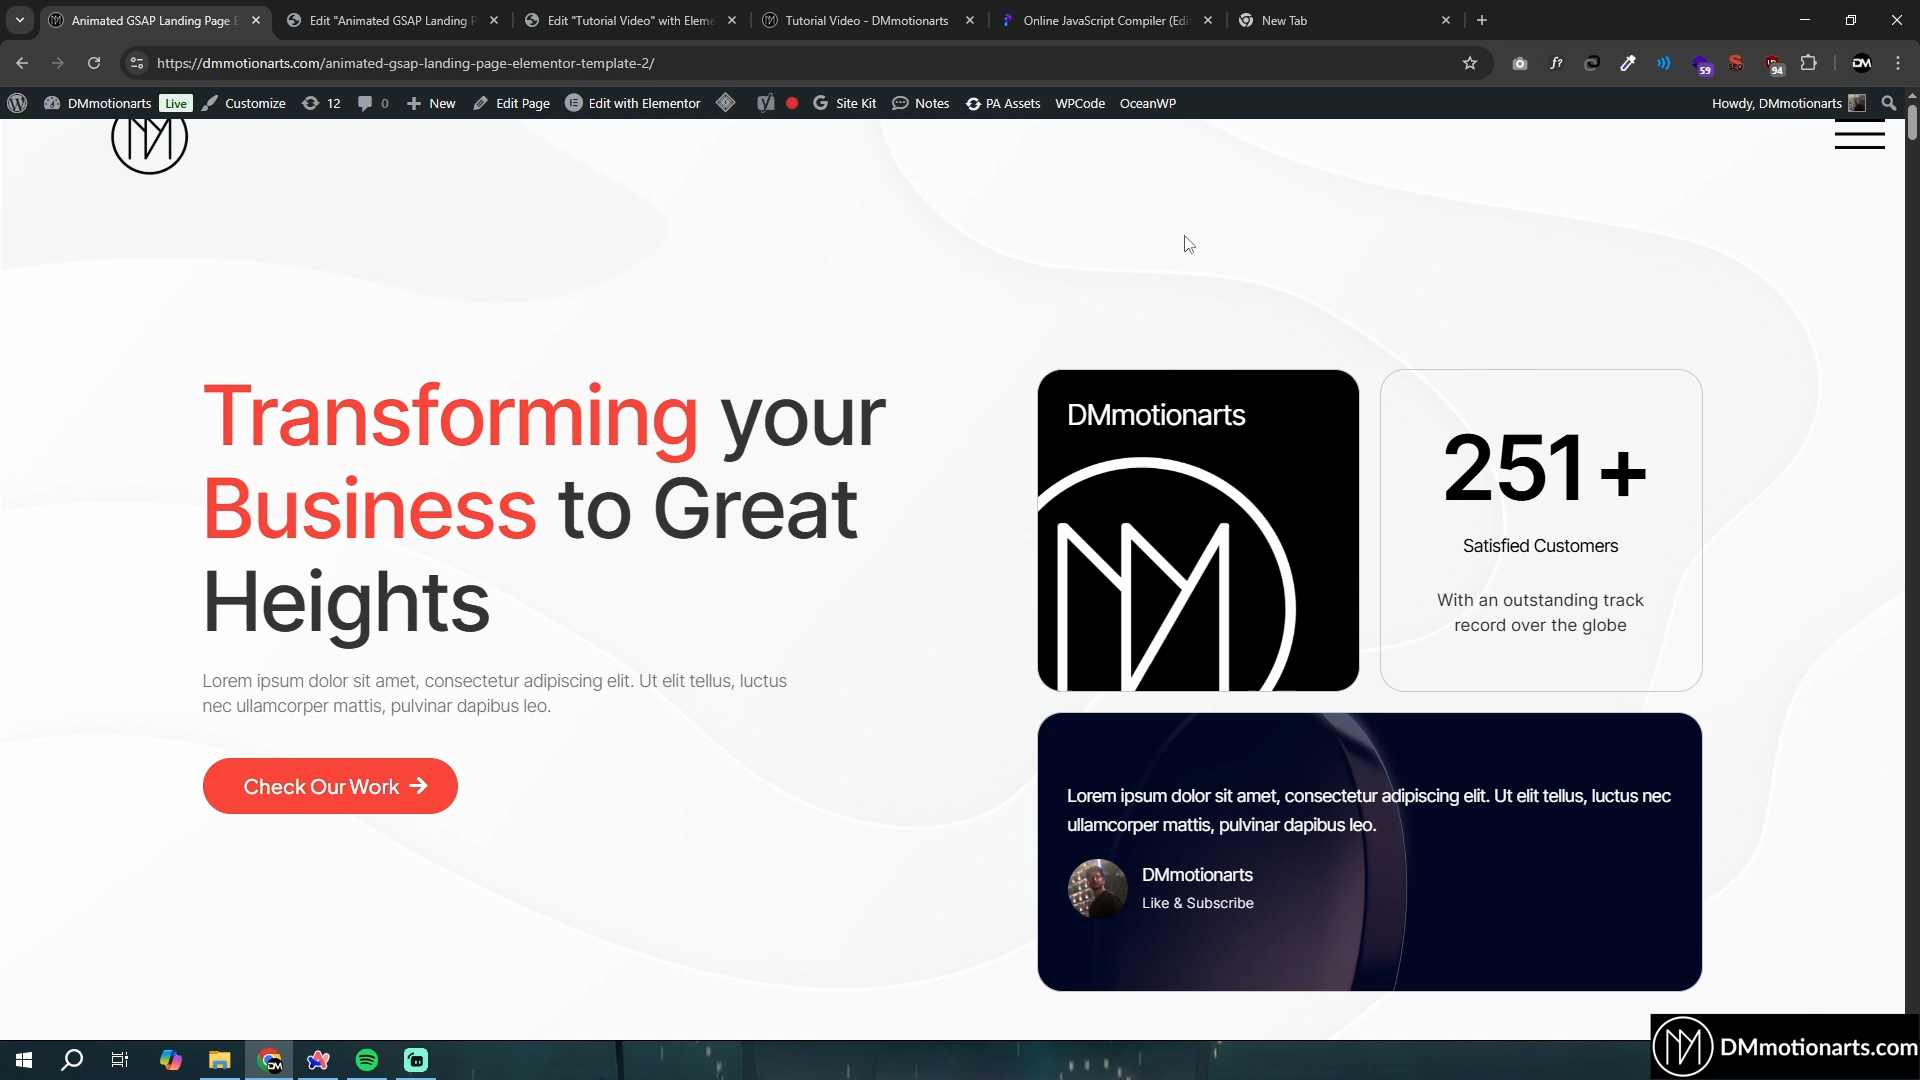 Animated GSAP Landing Page E
Edit "Animated GSAP Landing P
Edit "Tutorial Video" with Eleme
Tutorial Video - DMmotionarts
Online JavaScript Compiler (Edi
New Tab
https://dmmotionarts.com/animated-gsap-landing-page-elementor-template-2/
f?
59
SEO
94
DM
DMmotionarts
Live
Customize
12
0
New
Edit Page
Edit with Elementor
Site Kit
Notes
PA Assets
WPCode
OceanWP
Howdy, DMmotionarts
Transforming your
Business to Great
Heights
Lorem ipsum dolor sit amet, consectetur adipiscing elit. Ut elit tellus, luctus
nec ullamcorper mattis, pulvinar dapibus leo.
Check Our Work
DMmotionarts
251+
Satisfied Customers
With an outstanding track
record over the globe
Lorem ipsum dolor sit amet, consectetur adipiscing elit. Ut elit tellus, luctus nec
ullamcorper mattis, pulvinar dapibus leo.
DMmotionarts
Like & Subscribe
DMmotionarts.com